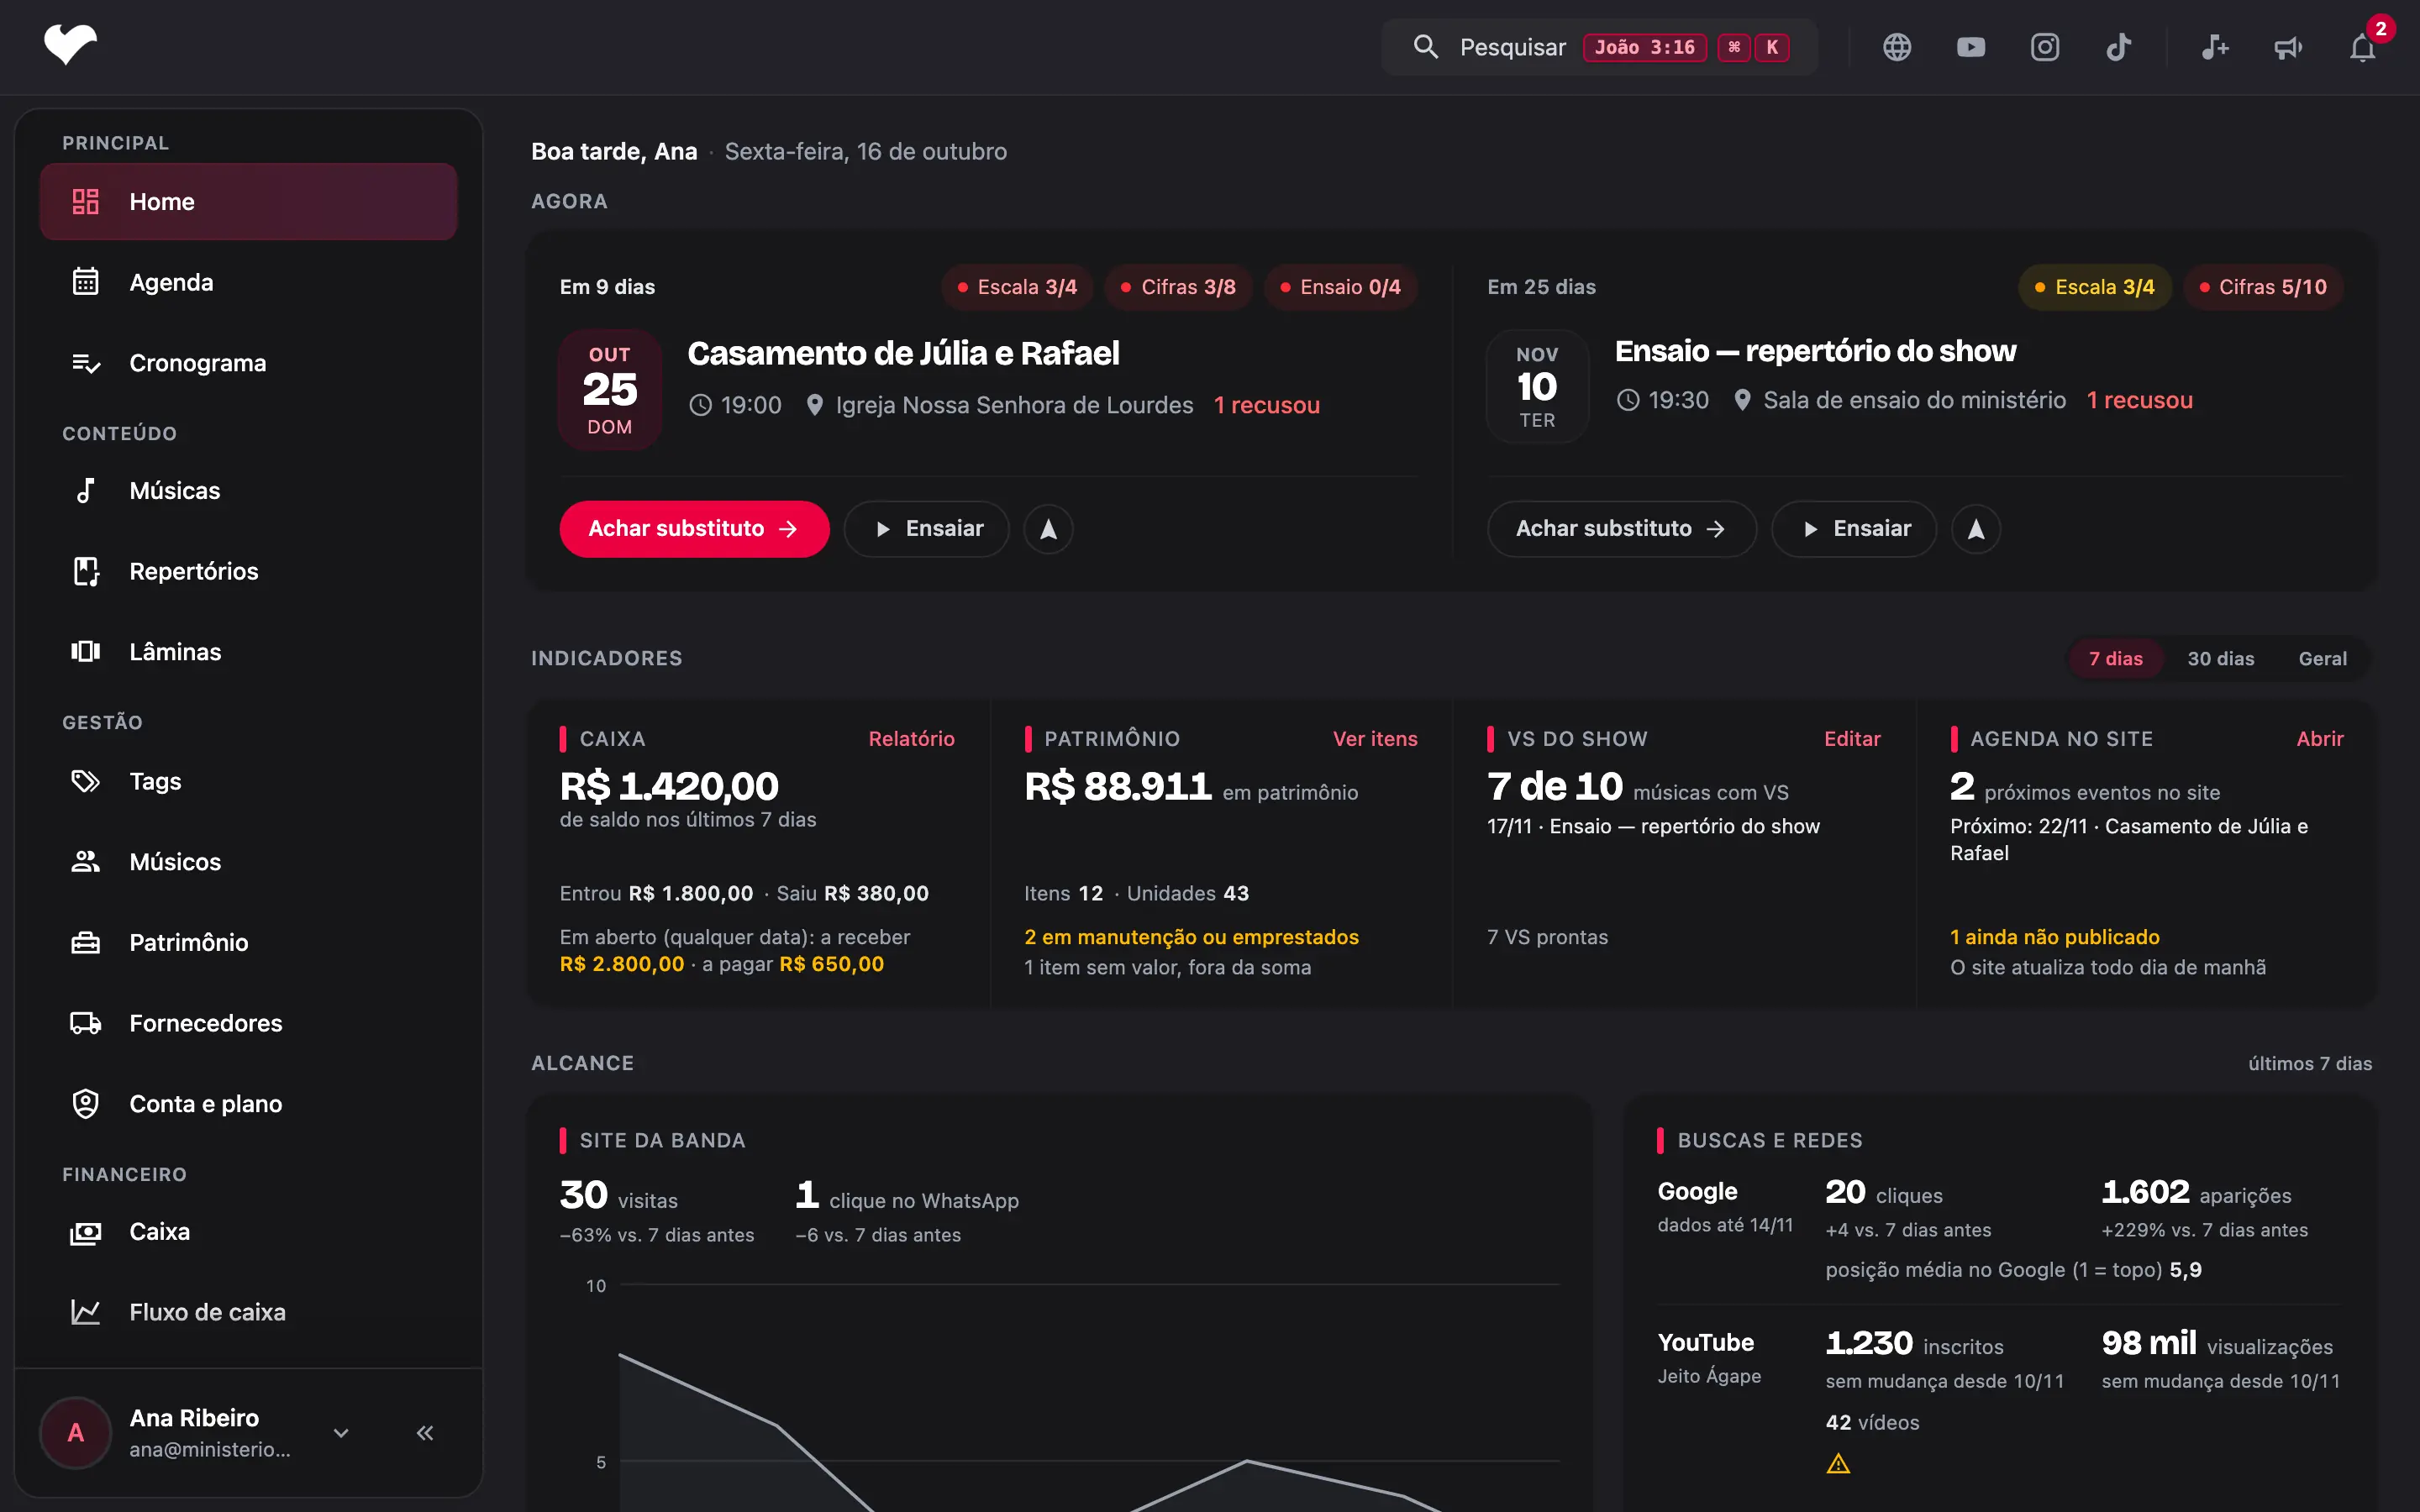 Pesquisar João 3:16 ⌘ K
2
PRINCIPAL
Home
Agenda
Cronograma
CONTEÚDO
Músicas
Repertórios
Lâminas
GESTÃO
Tags
Músicos
Patrimônio
Fornecedores
Conta e plano
FINANCEIRO
Caixa
Fluxo de caixa
A
Ana Ribeiro
ana@ministerio...
Boa tarde, Ana · Sexta-feira, 16 de outubro
AGORA
Em 9 dias
Escala 3/4
Cifras 3/8
Ensaio 0/4
OUT
25
DOM
Casamento de Júlia e Rafael
19:00 Igreja Nossa Senhora de Lourdes 1 recusou
Achar substituto
Ensaiar
Em 25 dias
Escala 3/4
Cifras 5/10
NOV
10
TER
Ensaio — repertório do show
19:30 Sala de ensaio do ministério 1 recusou
Achar substituto
Ensaiar
INDICADORES
7 dias
30 dias
Geral
CAIXA
Relatório
R$ 1.420,00
de saldo nos últimos 7 dias
Entrou R$ 1.800,00 · Saiu R$ 380,00
Em aberto (qualquer data): a receber
R$ 2.800,00 · a pagar R$ 650,00
PATRIMÔNIO
Ver itens
R$ 88.911 em patrimônio
Itens 12 · Unidades 43
2 em manutenção ou emprestados
1 item sem valor, fora da soma
VS DO SHOW
Editar
7 de 10 músicas com VS
17/11 · Ensaio — repertório do show
7 VS prontas
AGENDA NO SITE
Abrir
2 próximos eventos no site
Próximo: 22/11 · Casamento de Júlia e
Rafael
1 ainda não publicado
O site atualiza todo dia de manhã
ALCANCE
últimos 7 dias
SITE DA BANDA
30 visitas
−63% vs. 7 dias antes
1 clique no WhatsApp
−6 vs. 7 dias antes
10
5
BUSCAS E REDES
Google
dados até 14/11
20 cliques
+4 vs. 7 dias antes
1.602 aparições
+229% vs. 7 dias antes
posição média no Google (1 = topo) 5,9
YouTube
Jeito Ágape
1.230 inscritos
sem mudança desde 10/11
98 mil visualizações
sem mudança desde 10/11
42 vídeos